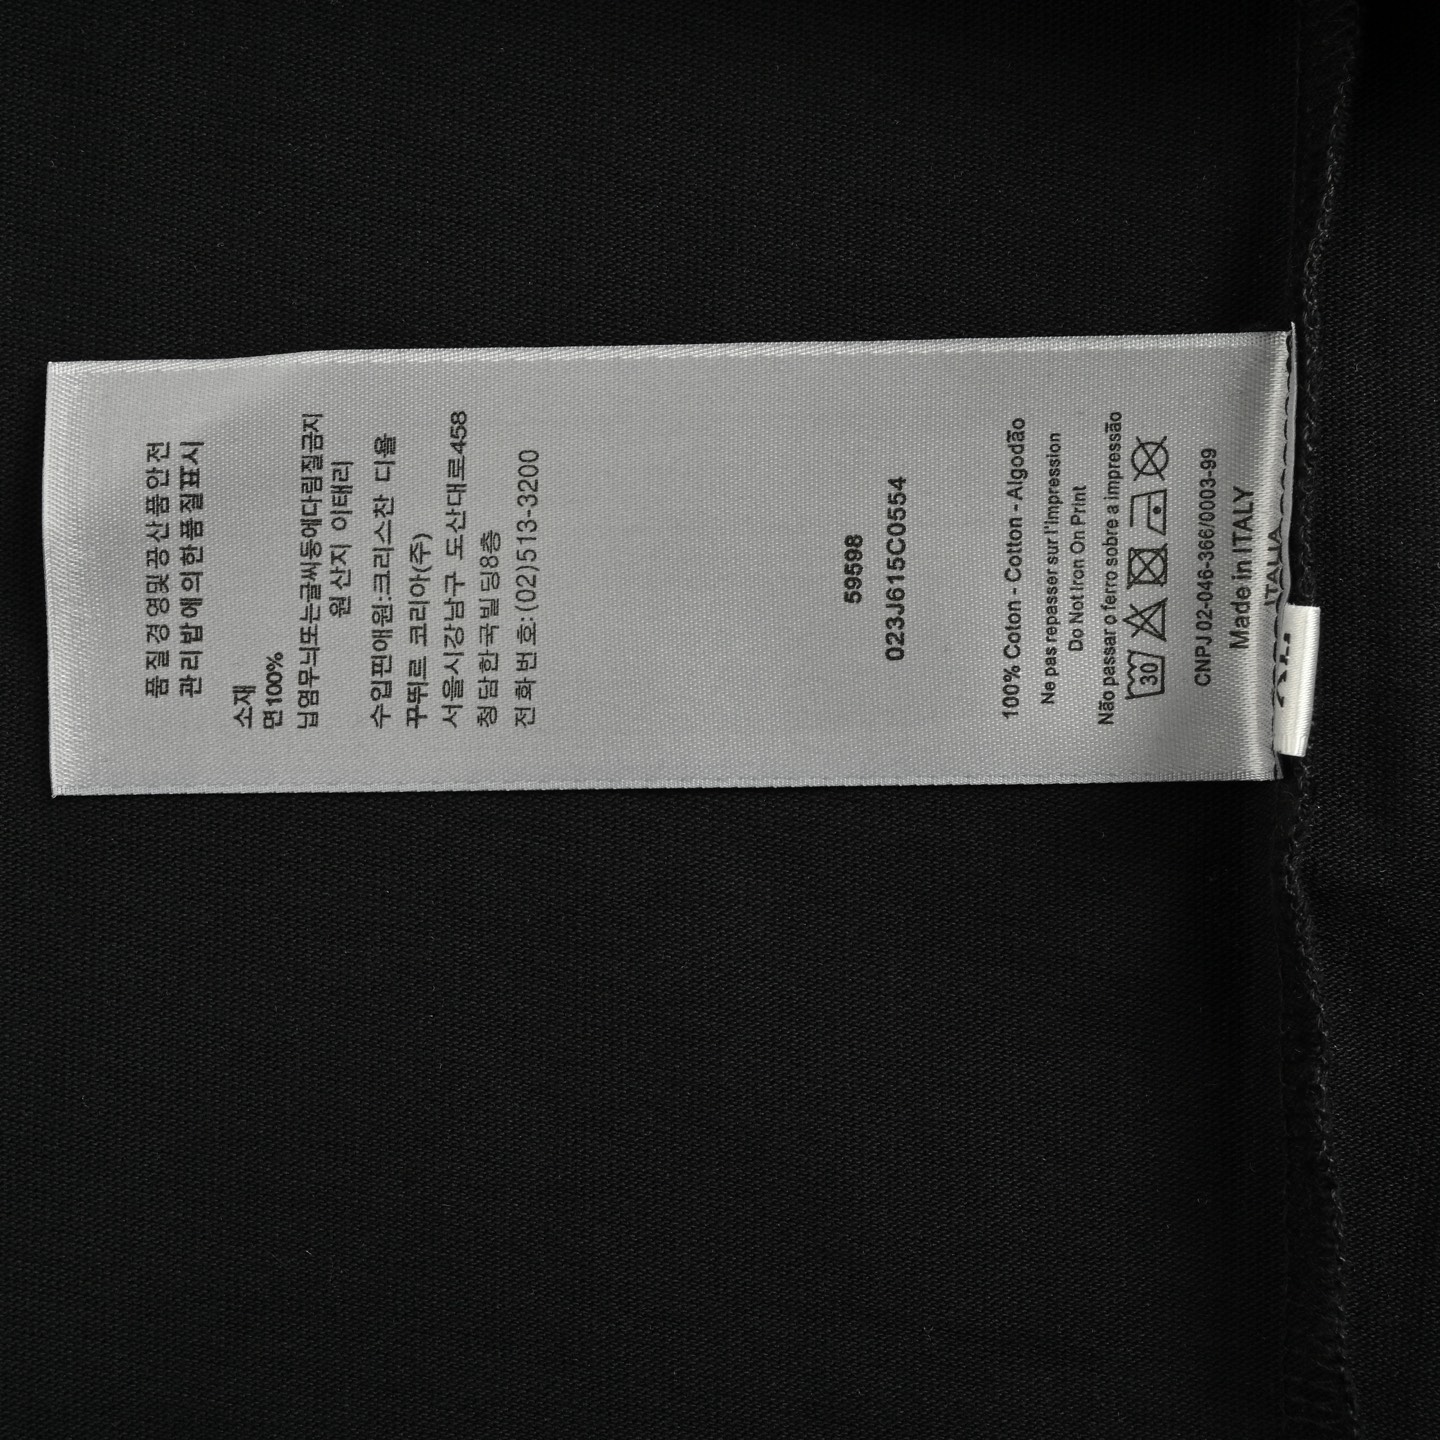 품질경영및공산품안전
관리밥애의한품질표시
소재
면100%
닙염무늬또는글씨등에다림질금지
원산지 이태리
수입핀애원:크리스찬 디욜
꾸뛰르 코리아(주)
서울시강남구 도산대로458
청담한국빌딩8층
전화번호:(02)513-3200
59598
023J615C0554
100% Coton - Cotton - Algodão
Ne pas repasser sur l'impression
Do Not Iron On Print
Não passar o ferro sobre a impressão
30
CNPJ 02-046-366/0003-99
Made in ITALY